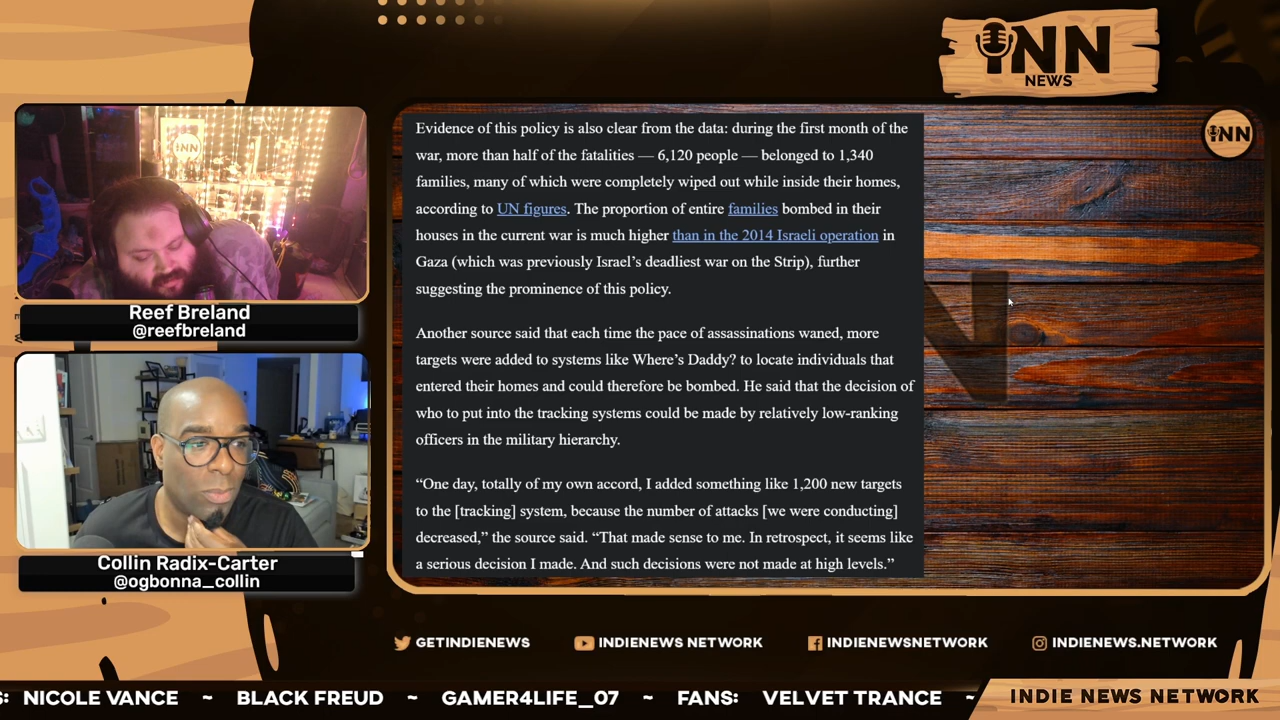 INN
NEWS
INN
Evidence of this policy is also clear from the data: during the first month of the
war, more than half of the fatalities — 6,120 people — belonged to 1,340
families, many of which were completely wiped out while inside their homes,
according to UN figures. The proportion of entire families bombed in their
houses in the current war is much higher than in the 2014 Israeli operation in
Gaza (which was previously Israel’s deadliest war on the Strip), further
suggesting the prominence of this policy.
Another source said that each time the pace of assassinations waned, more
targets were added to systems like Where’s Daddy? to locate individuals that
entered their homes and could therefore be bombed. He said that the decision of
who to put into the tracking systems could be made by relatively low-ranking
officers in the military hierarchy.
“One day, totally of my own accord, I added something like 1,200 new targets
to the [tracking] system, because the number of attacks [we were conducting]
decreased,” the source said. “That made sense to me. In retrospect, it seems like
a serious decision I made. And such decisions were not made at high levels.”
N
Reef Breland
@reefbreland
Collin Radix-Carter
@ogbonna_collin
GETINDIENEWS
INDIENEWS NETWORK
INDIENEWSNETWORK
INDIENEWS.NETWORK
S: NICOLE VANCE ~ BLACK FREUD ~ GAMER4LIFE_07 ~ FANS: VELVET TRANCE ~
INDIE NEWS NETWORK